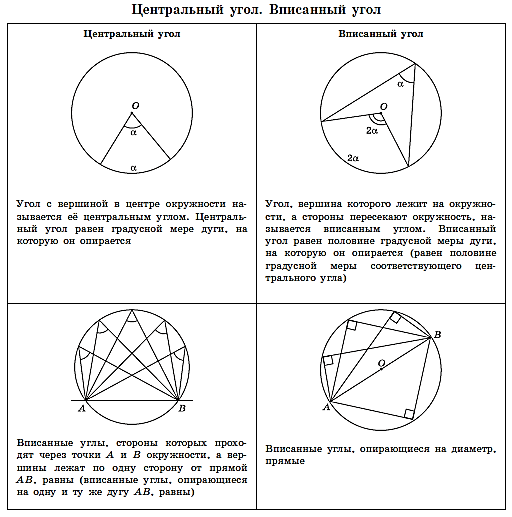 Центральный угол. Вписанный угол
Центральный угол
O
α
α
Угол с вершиной в центре окружности на-
зывается её центральным углом. Централь-
ный угол равен градусной мере дуги, на
которую он опирается
Вписанный угол
α
O
2α
2α
Угол, вершина которого лежит на окружно-
сти, а стороны пересекают окружность, на-
зывается вписанным углом. Вписанный
угол равен половине градусной меры дуги,
на которую он опирается (равен половине
градусной меры соответствующего цен-
трального угла)
A B
Вписанные углы, стороны которых прохо-
дят через точки A и B окружности, а вер-
шины лежат по одну сторону от прямой
AB, равны (вписанные углы, опирающиеся
на одну и ту же дугу AB, равны)
B
O
A
Вписанные углы, опирающиеся на диаметр,
прямые